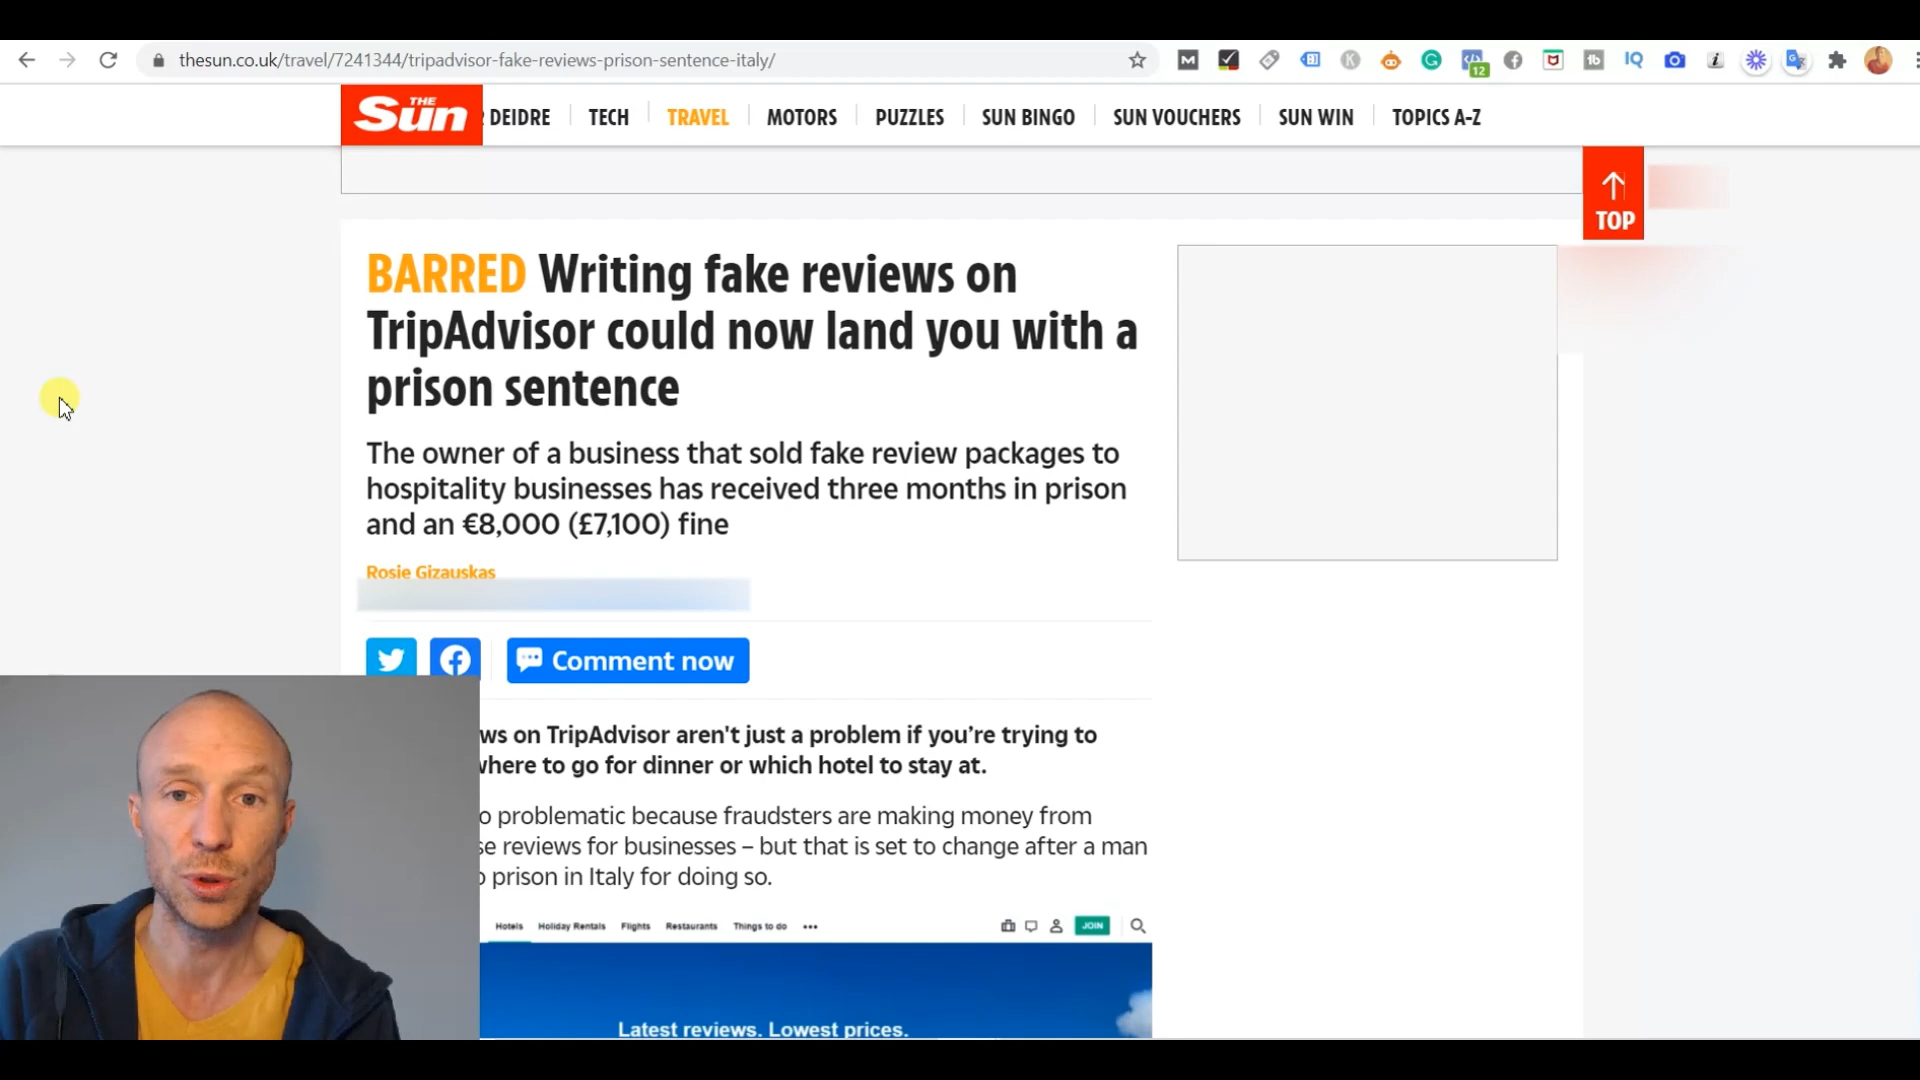 thesun.co.uk/travel/7241344/tripadvisor-fake-reviews-prison-sentence-italy/
12
THE Sun
DEIDRE TECH TRAVEL MOTORS PUZZLES SUN BINGO SUN VOUCHERS SUN WIN TOPICS A-Z
TOP
BARRED Writing fake reviews on
TripAdvisor could now land you with a
prison sentence
The owner of a business that sold fake review packages to
hospitality businesses has received three months in prison
and an €8,000 (£7,100) fine
Rosie Gizauskas
Comment now
ws on TripAdvisor aren't just a problem if you’re trying to
where to go for dinner or which hotel to stay at.
o problematic because fraudsters are making money from
se reviews for businesses – but that is set to change after a man
o prison in Italy for doing so.
Hotels Holiday Rentals Flights Restaurants Things to do JOIN
Latest reviews. Lowest prices.